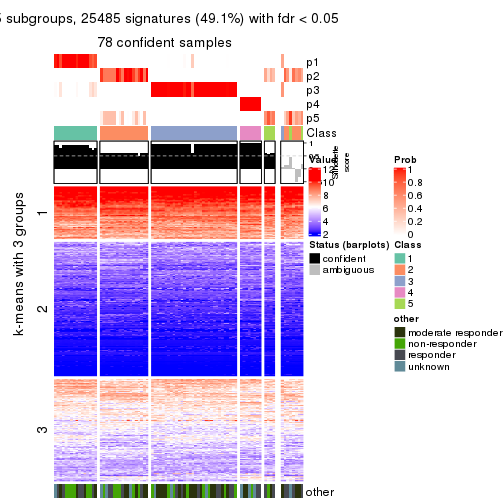 5 subgroups, 25485 signatures (49.1%) with fdr < 0.05
78 confident samples
p1
p2
p3
p4
p5
Class
1
Silhouette
score
Value
12
10
8
6
4
2
Prob
1
0.8
0.6
0.4
0.2
0
Status (barplots)
confident
ambiguous
Class
1
2
3
4
5
other
moderate responder
non-responder
responder
unknown
k-means with 3 groups
1
2
3
other